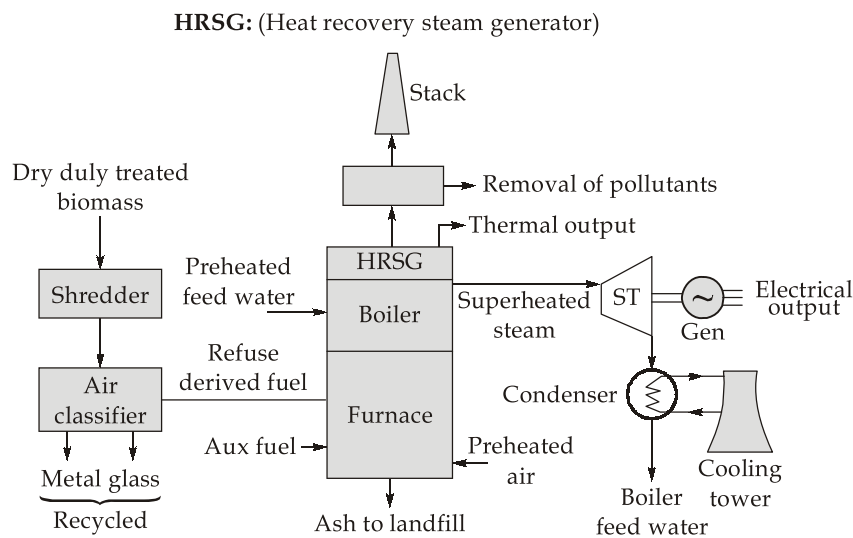 HRSG: (Heat recovery steam generator)
Stack
Dry duly treated
biomass
Removal of pollutants
Thermal output
HRSG
Preheated
feed water
Shredder
Boiler
Superheated
steam
ST
~
Gen
Electrical
output
Refuse
derived fuel
Air
classifier
Condenser
Furnace
Aux fuel
Preheated
air
Metal glass
Recycled
Ash to landfill
Boiler
feed water
Cooling
tower